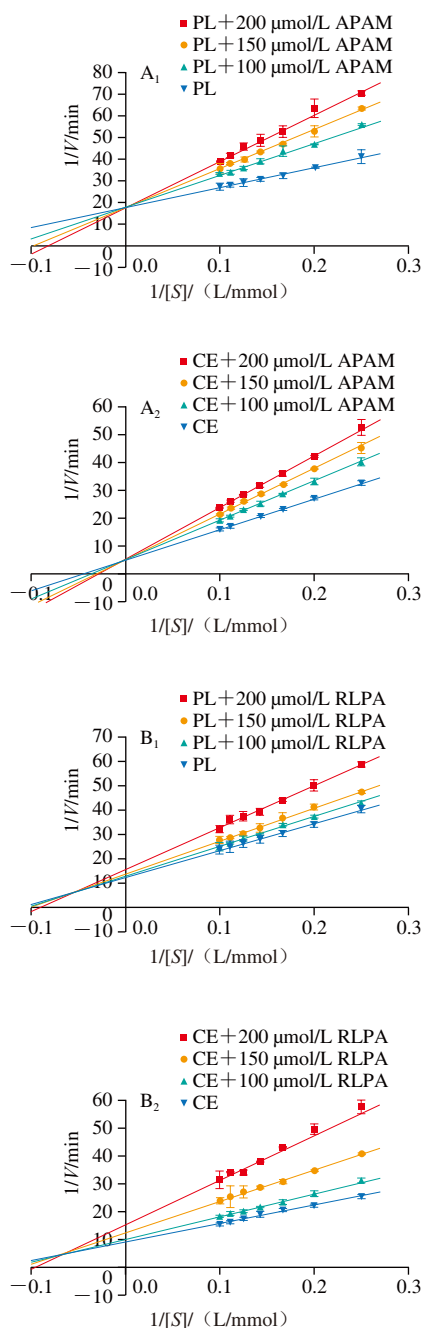 A1
PL+200 μmol/L APAM
PL+150 μmol/L APAM
PL+100 μmol/L APAM
PL
1/V/min
80
70
60
50
40
30
20
10
0
−10
−0.1 0.0 0.1 0.2 0.3
1/[S]/（L/mmol）
A2
CE+200 μmol/L APAM
CE+150 μmol/L APAM
CE+100 μmol/L APAM
CE
1/V/min
60
50
40
30
20
10
0
−10
−0.1 0.0 0.1 0.2 0.3
1/[S]/（L/mmol）
B1
PL+200 μmol/L RLPA
PL+150 μmol/L RLPA
PL+100 μmol/L RLPA
PL
1/V/min
70
60
50
40
30
20
10
0
−10
−0.1 0.0 0.1 0.2 0.3
1/[S]/（L/mmol）
B2
CE+200 μmol/L RLPA
CE+150 μmol/L RLPA
CE+100 μmol/L RLPA
CE
1/V/min
60
50
40
30
20
10
0
−10
−0.1 0.0 0.1 0.2 0.3
1/[S]/（L/mmol）